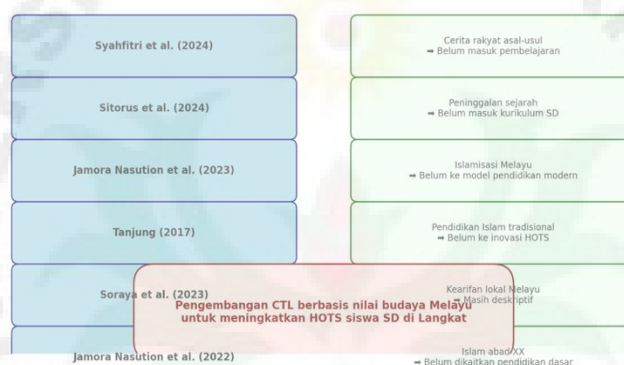 Syahfitri et al. (2024)
Cerita rakyat asal-usul
➡ Belum masuk pembelajaran
Sitorus et al. (2024)
Peninggalan sejarah
➡ Belum masuk kurikulum SD
Jamora Nasution et al. (2023)
Islamisasi Melayu
➡ Belum ke model pendidikan modern
Tanjung (2017)
Pendidikan Islam tradisional
➡ Belum ke inovasi HOTS
Soraya et al. (2023)
Kearifan lokal Melayu
➡ Masih deskriptif
Pengembangan CTL berbasis nilai budaya Melayu
untuk meningkatkan HOTS siswa SD di Langkat
Jamora Nasution et al. (2022)
Islam abad XX
➡ Belum dikaitkan pendidikan dasar